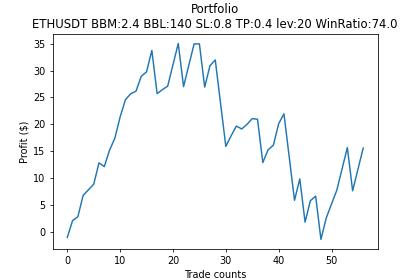 Portfolio
ETHUSDT BBM:2.4 BBL:140 SL:0.8 TP:0.4 lev:20 WinRatio:74.0
35
30
25
20
15
10
5
0
Profit ($)
0 10 20 30 40 50
Trade counts